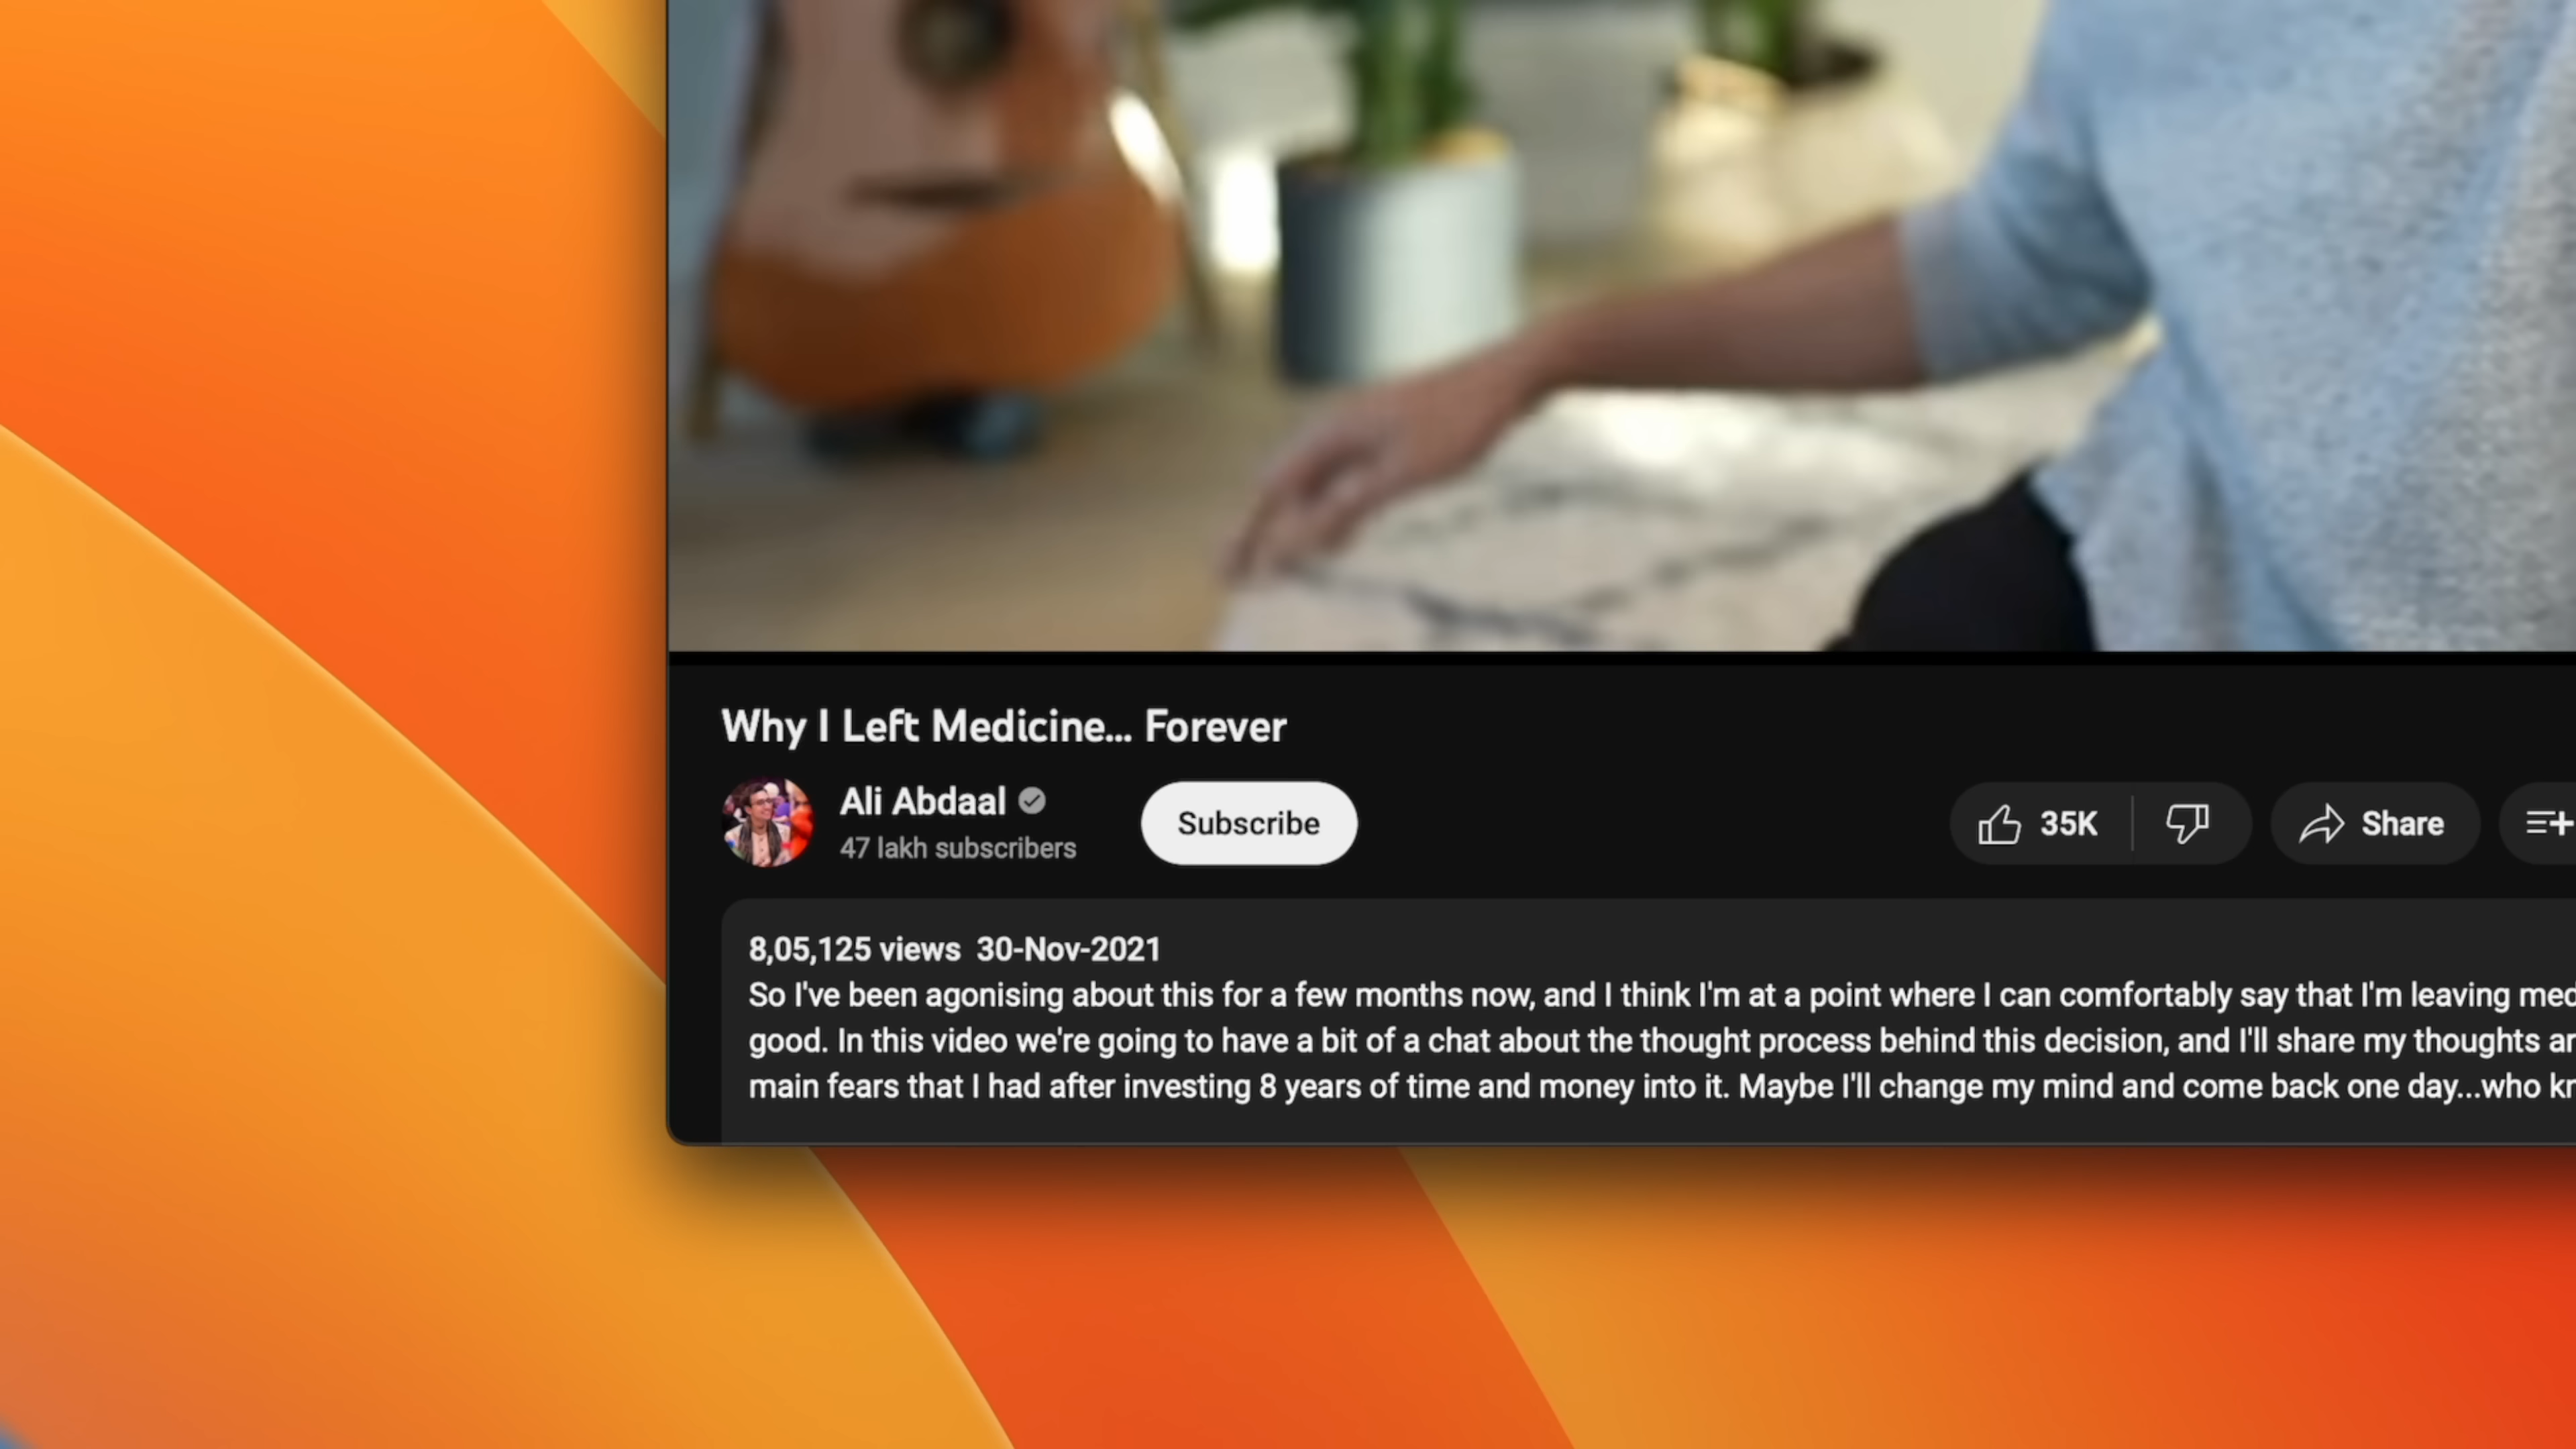 Why I Left Medicine... Forever
Ali Abdaal
47 lakh subscribers
Subscribe
35K
Share
8,05,125 views 30-Nov-2021
So I've been agonising about this for a few months now, and I think I'm at a point where I can comfortably say that I'm leaving
good. In this video we're going to have a bit of a chat about the thought process behind this decision, and I'll share my thoughts
main fears that I had after investing 8 years of time and money into it. Maybe I'll change my mind and come back one day...who